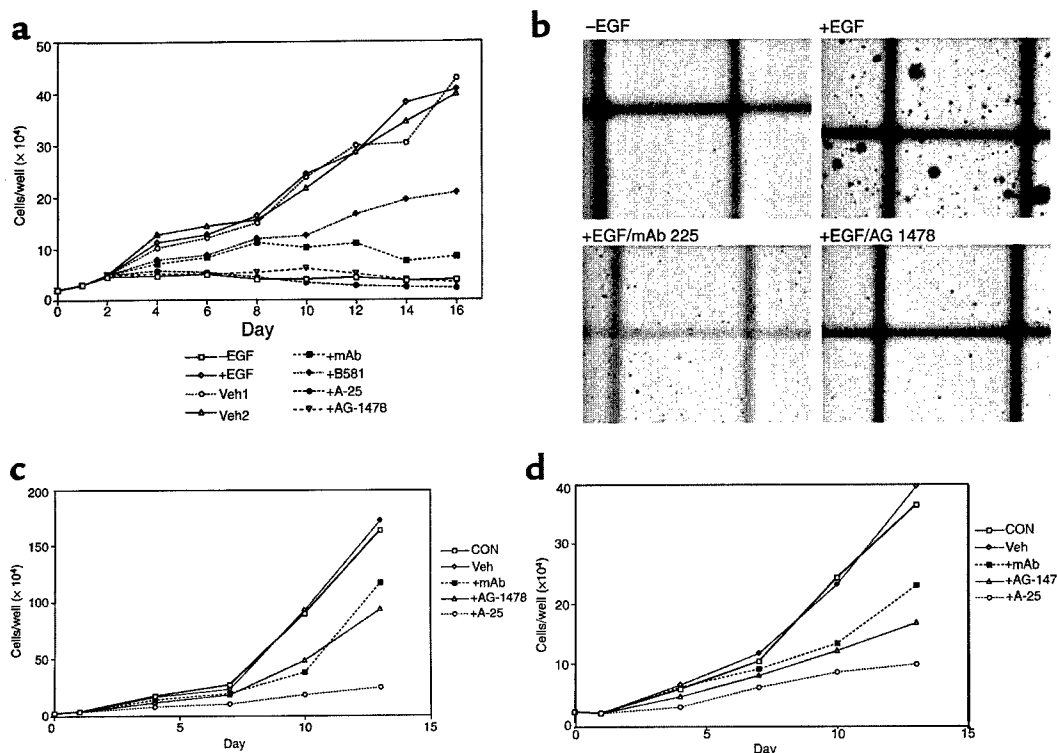 a
50
40
30
20
10
0
Cells/well (× 10⁴)
0 2 4 6 8 10 12 14 16
Day
–EGF
+EGF
Veh1
Veh2
+mAb
+B581
+A-25
+AG-1478
b
–EGF
+EGF
+EGF/mAb 225
+EGF/AG 1478
c
200
150
100
50
0
Cells/well (× 10⁴)
0 5 10 15
Day
CON
Veh
+mAb
+AG-1478
+A-25
d
40
30
20
10
0
Cells/well (×10⁴)
0 5 10 15
Day
CON
Veh
+mAb
+AG-147
+A-25